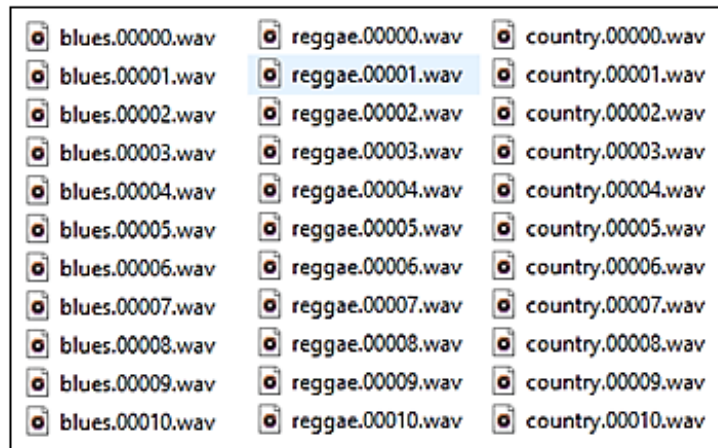 blues.00000.wav reggae.00000.wav country.00000.wav
blues.00001.wav reggae.00001.wav country.00001.wav
blues.00002.wav reggae.00002.wav country.00002.wav
blues.00003.wav reggae.00003.wav country.00003.wav
blues.00004.wav reggae.00004.wav country.00004.wav
blues.00005.wav reggae.00005.wav country.00005.wav
blues.00006.wav reggae.00006.wav country.00006.wav
blues.00007.wav reggae.00007.wav country.00007.wav
blues.00008.wav reggae.00008.wav country.00008.wav
blues.00009.wav reggae.00009.wav country.00009.wav
blues.00010.wav reggae.00010.wav country.00010.wav